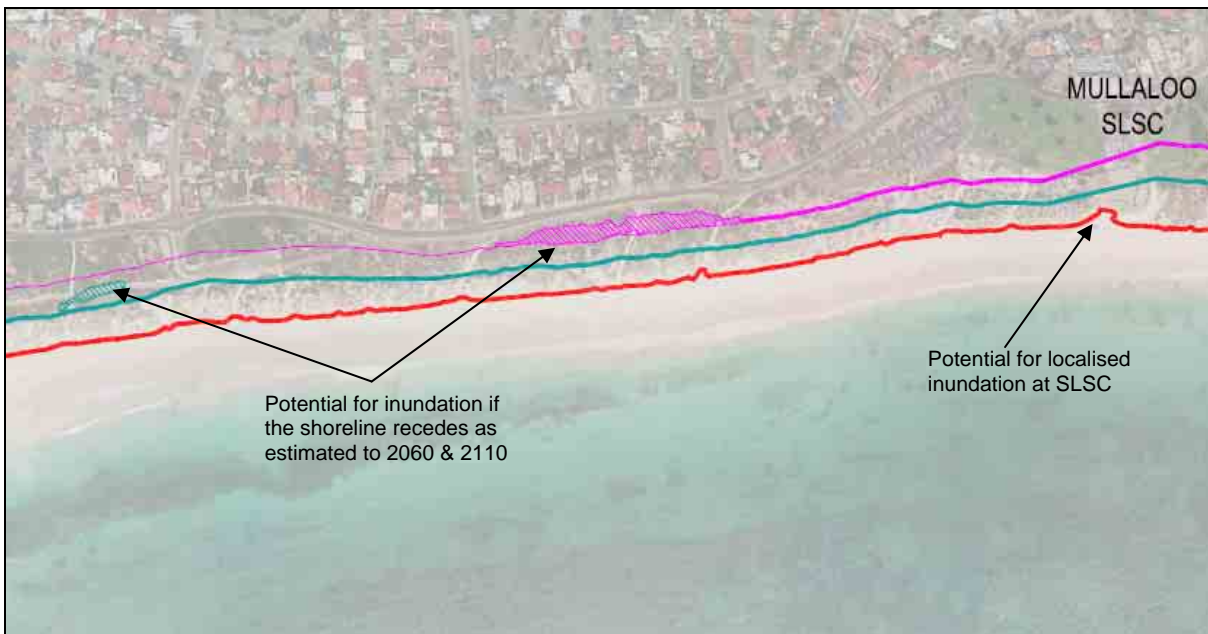 MULLALOO
SLSC
Potential for localised
inundation at SLSC
Potential for inundation if
the shoreline recedes as
estimated to 2060 & 2110